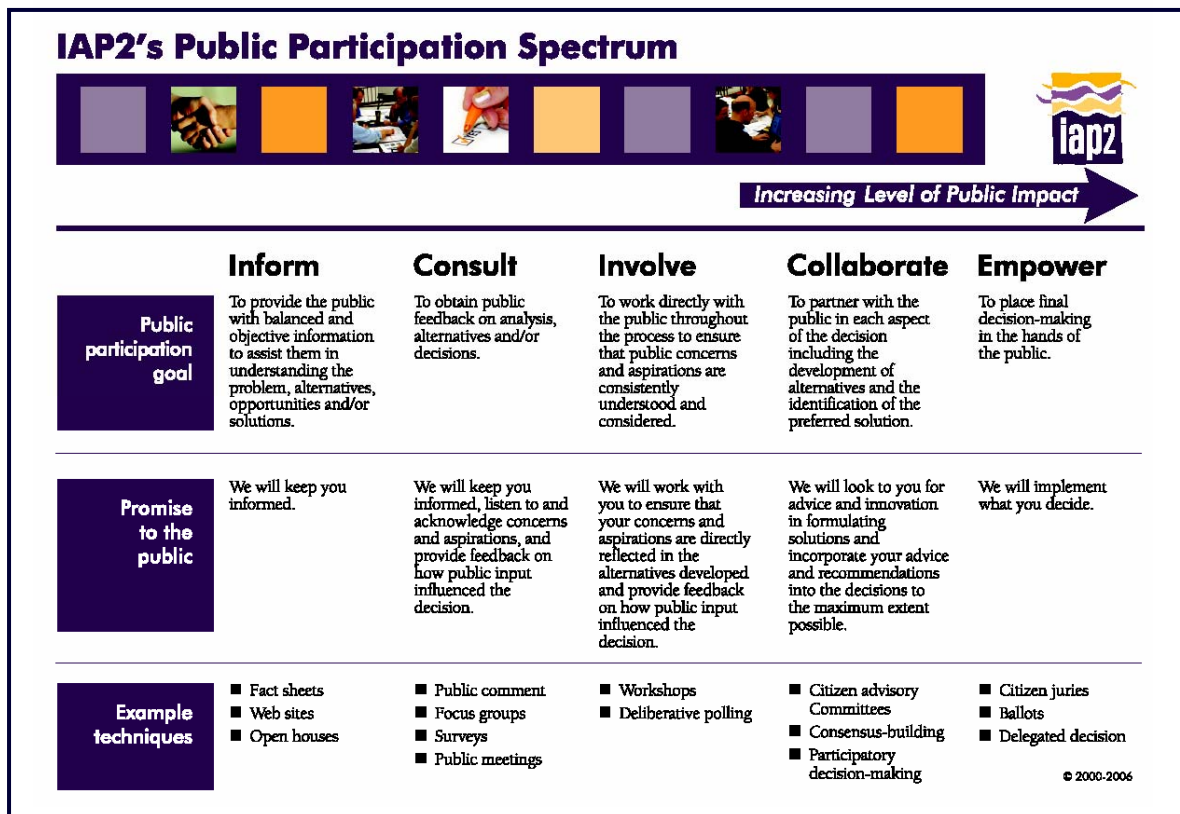 IAP2's Public Participation Spectrum
iap2
Increasing Level of Public Impact
Inform
Consult
Involve
Collaborate
Empower
Public
participation
goal
To provide the public
with balanced and
objective information
to assist them in
understanding the
problem, alternatives,
opportunities and/or
solutions.
To obtain public
feedback on analysis,
alternatives and/or
decisions.
To work directly with
the public throughout
the process to ensure
that public concerns
and aspirations are
consistently
understood and
considered.
To partner with the
public in each aspect
of the decision
including the
development of
alternatives and the
identification of the
preferred solution.
To place final
decision-making
in the hands of
the public.
Promise
to the
public
We will keep you
informed.
We will keep you
informed, listen to and
acknowledge concerns
and aspirations, and
provide feedback on
how public input
influenced the
decision.
We will work with
you to ensure that
your concerns and
aspirations are directly
reflected in the
alternatives developed
and provide feedback
on how public input
influenced the
decision.
We will look to you for
advice and innovation
in formulating
solutions and
incorporate your advice
and recommendations
into the decisions to
the maximum extent
possible.
We will implement
what you decide.
Example
techniques
■ Fact sheets
■ Web sites
■ Open houses
■ Public comment
■ Focus groups
■ Surveys
■ Public meetings
■ Workshops
■ Deliberative polling
■ Citizen advisory
Committees
■ Consensus-building
■ Participatory
decision-making
■ Citizen juries
■ Ballots
■ Delegated decision
© 2000-2006